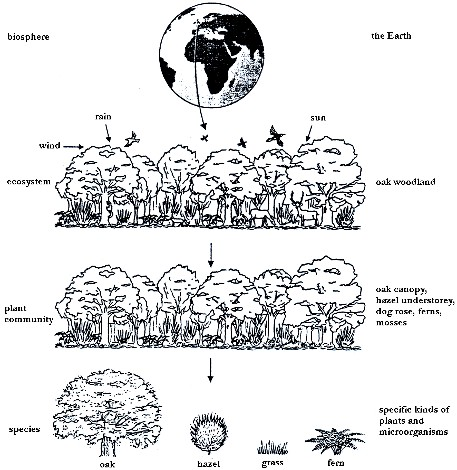 biosphere
the Earth
rain
sun
wind
ecosystem
oak woodland
plant
community
oak canopy,
hazel understorey,
dog rose, ferns,
mosses
species
specific kinds of
plants and
microorganisms
oak
hazel
grass
fern